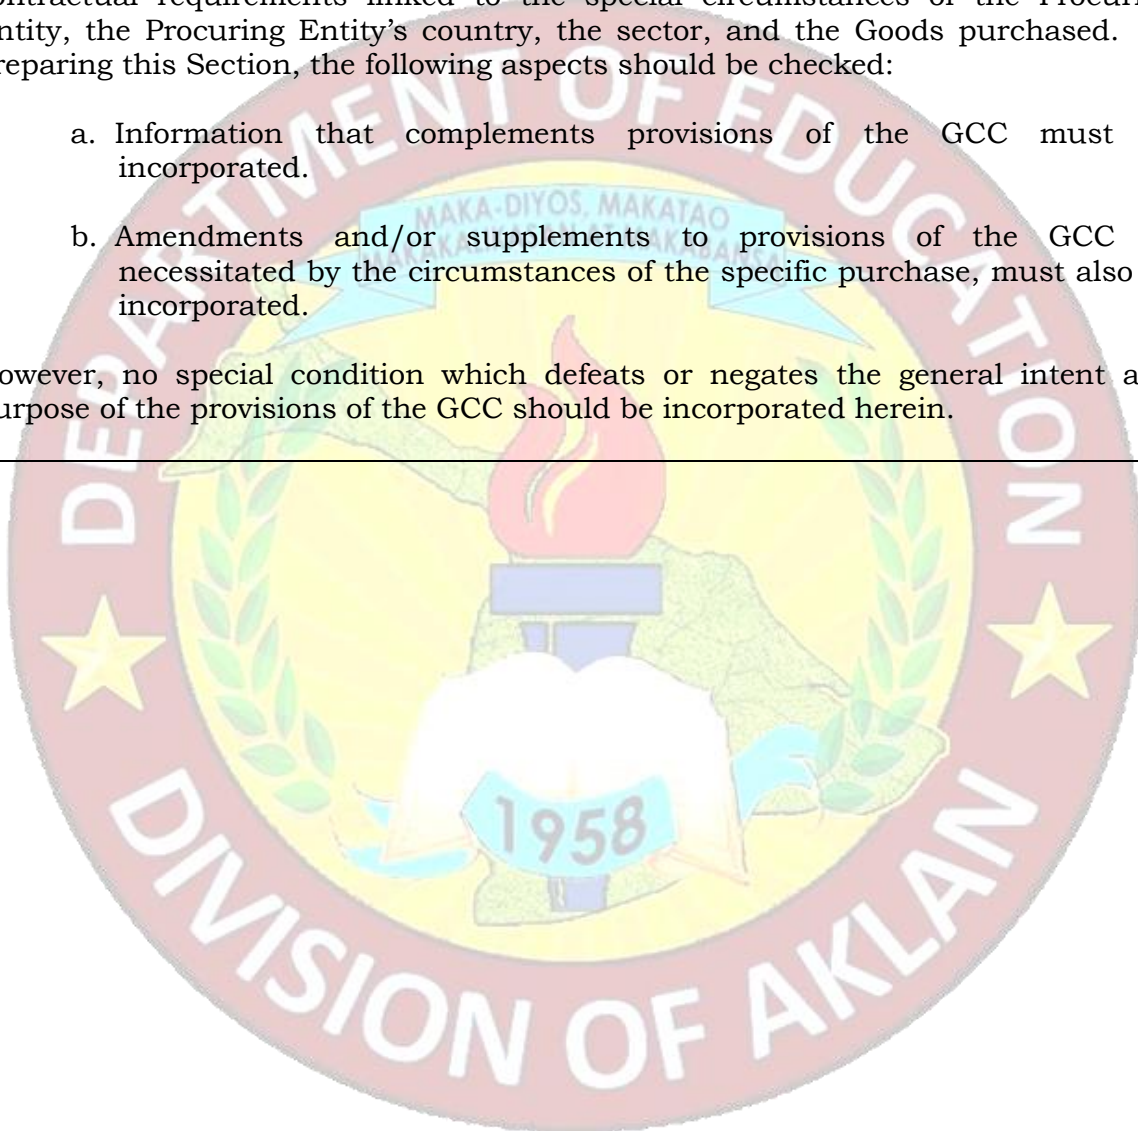 ontractual requirements linked to the special circumstances of the Procuri
ntity, the Procuring Entity’s country, the sector, and the Goods purchased.
reparing this Section, the following aspects should be checked:
a. Information that complements provisions of the GCC must
incorporated.
b. Amendments and/or supplements to provisions of the GCC
necessitated by the circumstances of the specific purchase, must also
incorporated.
owever, no special condition which defeats or negates the general intent a
urpose of the provisions of the GCC should be incorporated herein.
DEPARTMENT OF EDUCATION
MAKA-DIYOS, MAKATAO
1958
DIVISION OF AKLAN